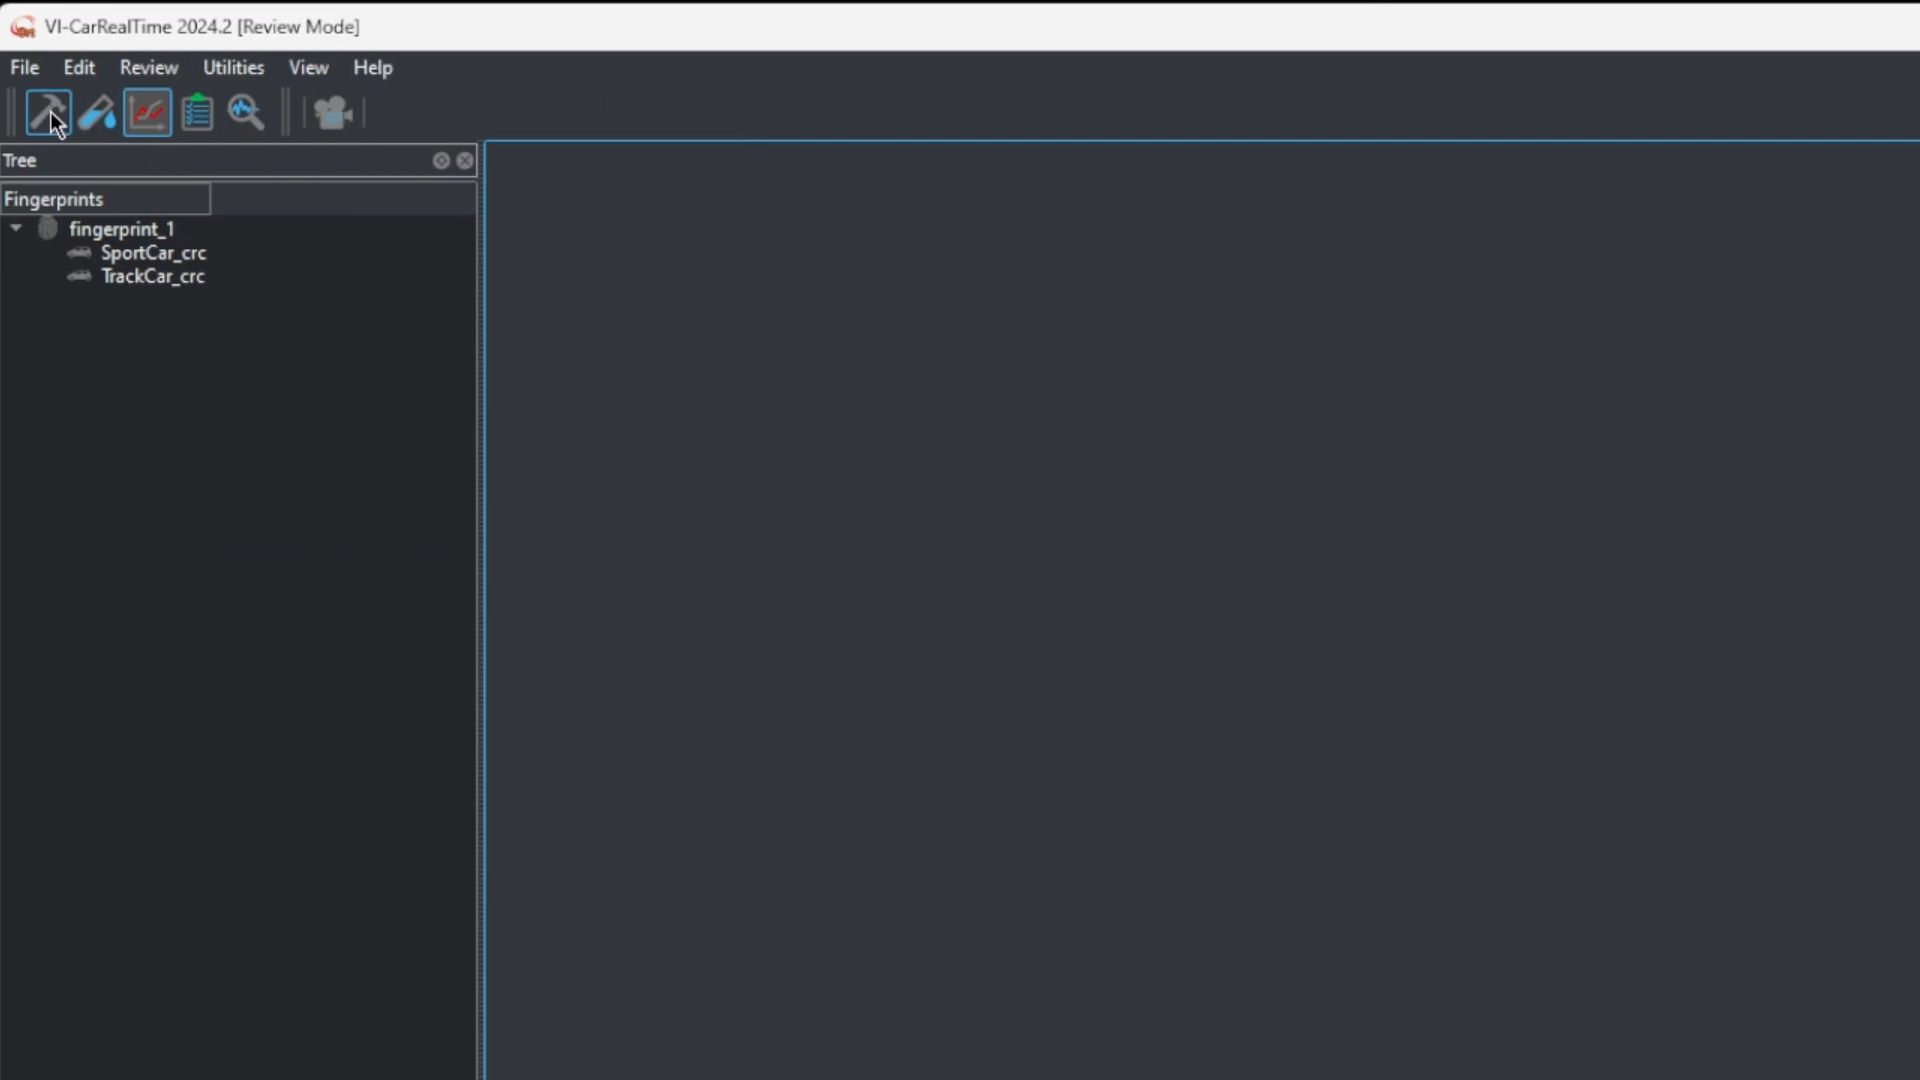 VI-CarRealTime 2024.2 [Review Mode]
File Edit Review Utilities View Help
Tree
Fingerprints
fingerprint_1
SportCar_crc
TrackCar_crc